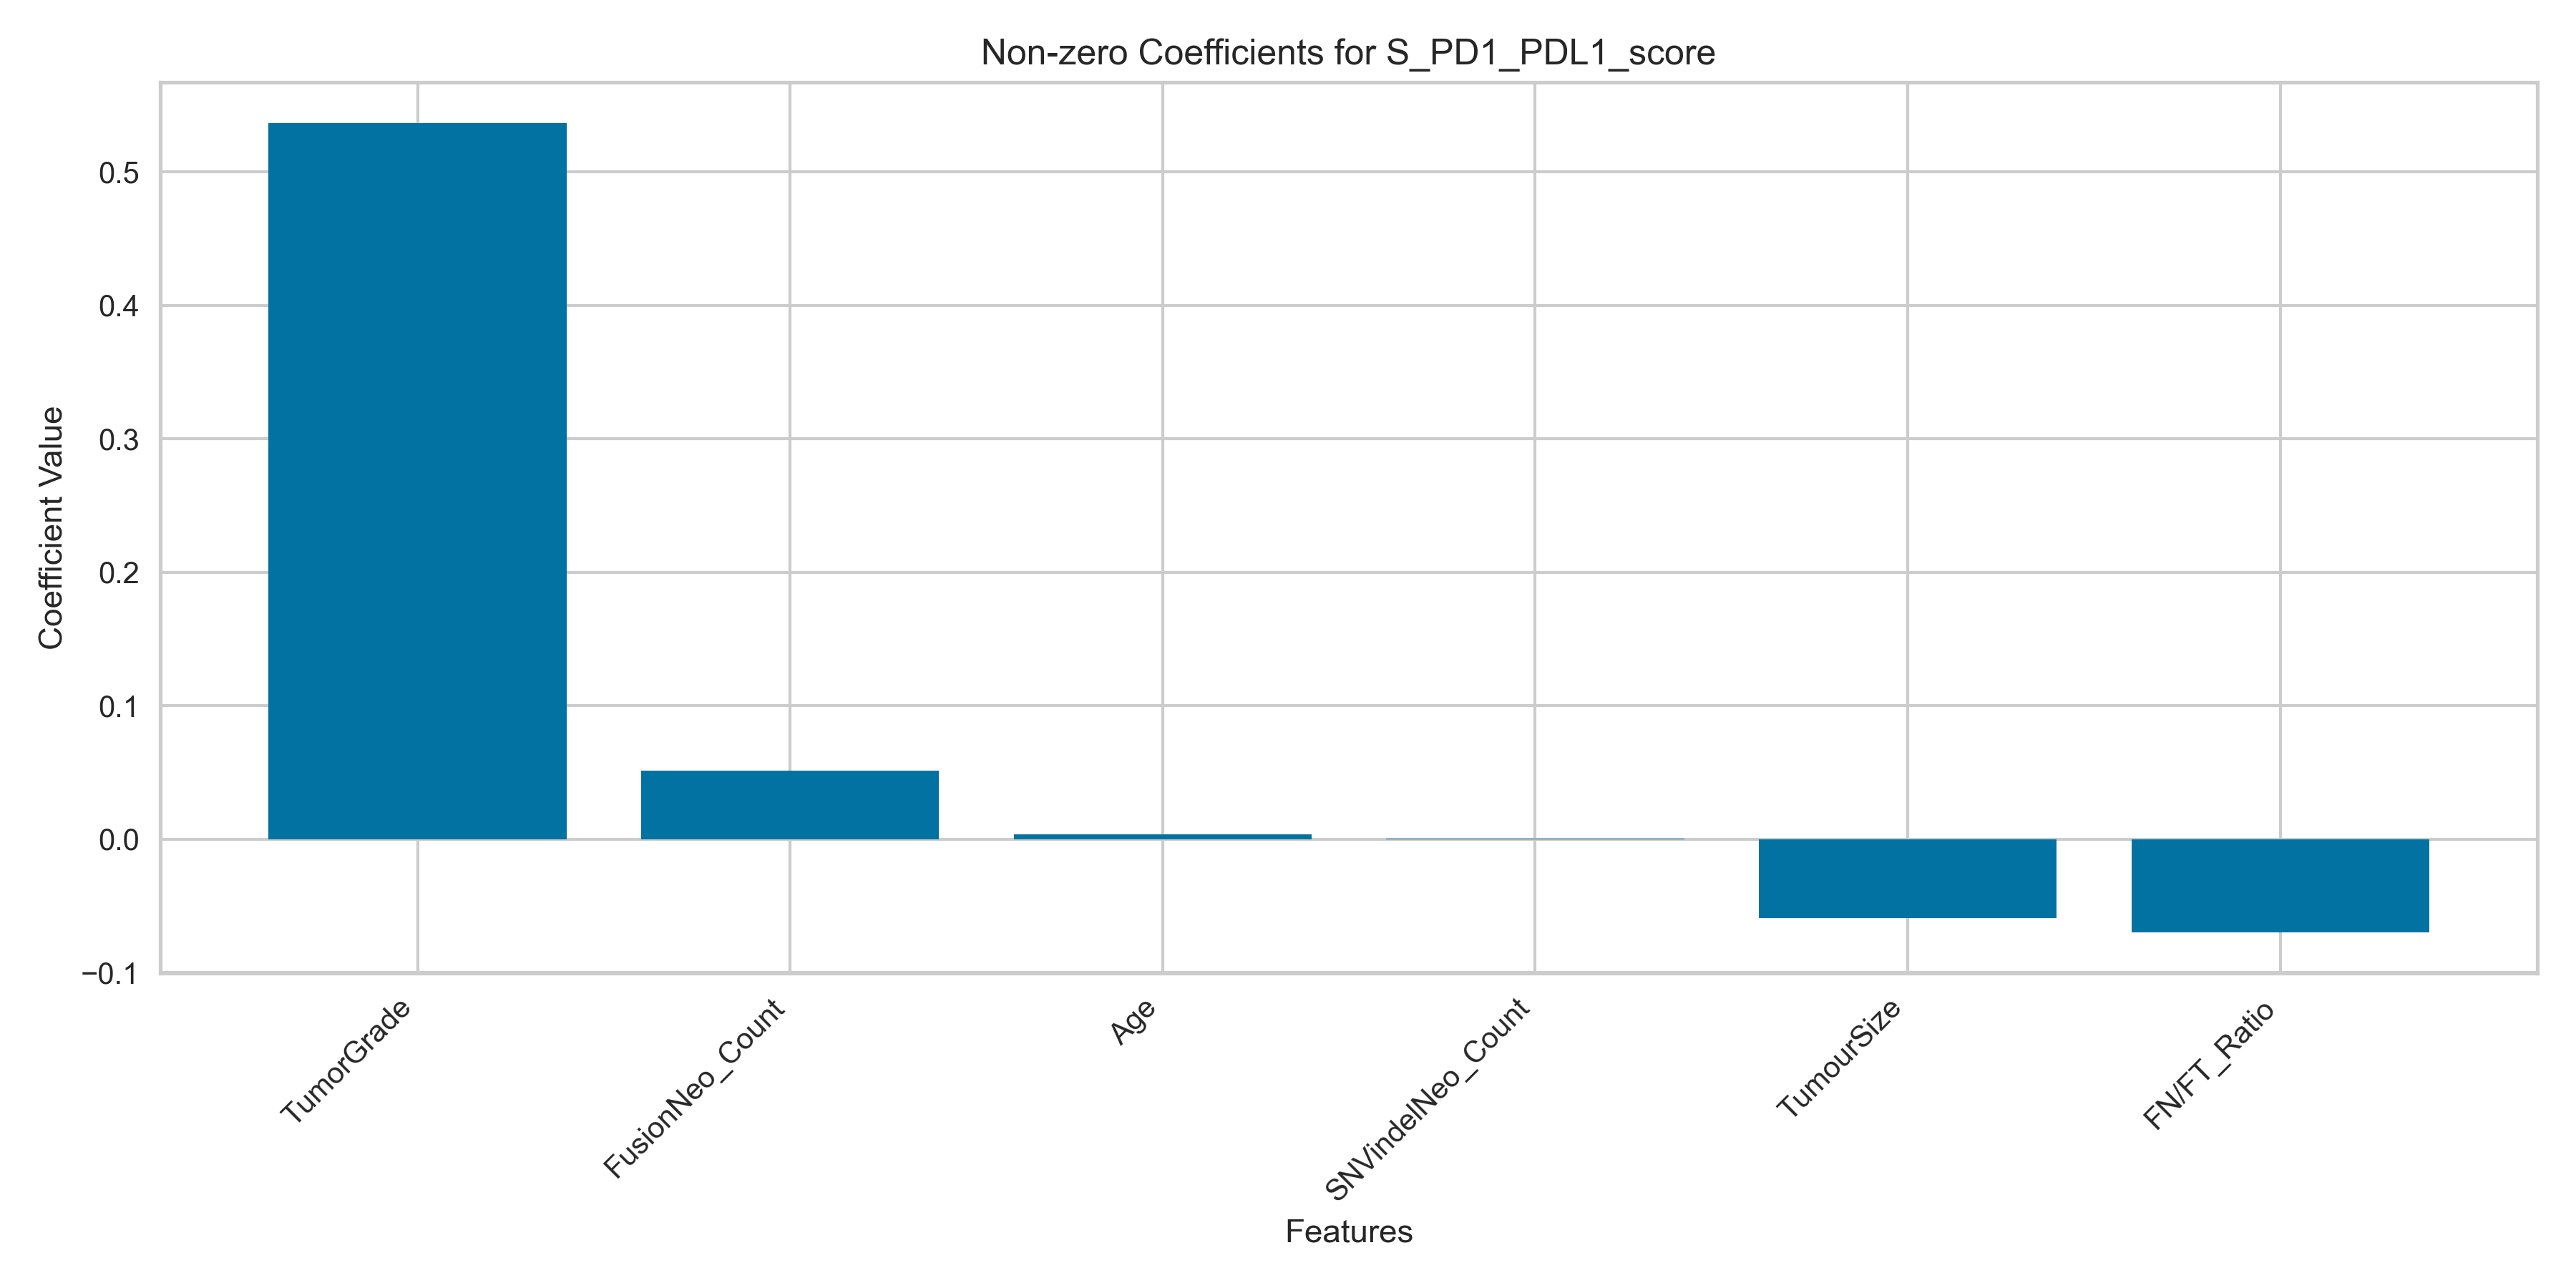 Non-zero Coefficients for S_PD1_PDL1_score
Coefficient Value
0.5
0.4
0.3
0.2
0.1
0.0
−0.1
TumorGrade
FusionNeo_Count
Age
SNVindelNeo_Count
TumourSize
FN/FT_Ratio
Features